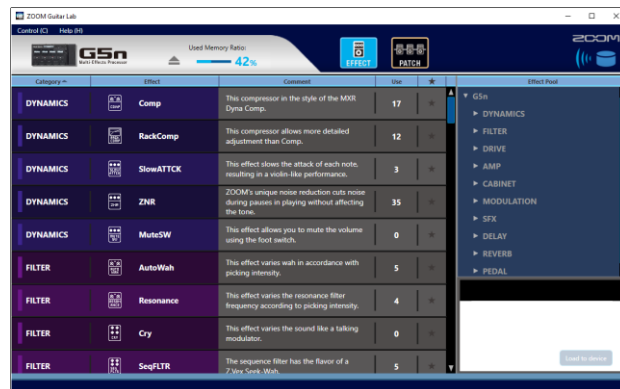 ZOOM Guitar Lab
Control (C) Help (H)
G5n
Multi-Effects Processor
Used Memory Ratio:
42%
EFFECT
PATCH
ZOOM
Category Effect Comment Use ★ Effect Pool
DYNAMICS COMP Comp This compressor in the style of the MXR
Dyna Comp. 17
DYNAMICS RackComp This compressor allows more detailed
adjustment than Comp. 12
DYNAMICS SlowATTCK This effect slows the attack of each note,
resulting in a violin-like performance. 3
DYNAMICS ZNR ZOOM's unique noise reduction cuts noise
during pauses in playing without affecting
the tone. 35
DYNAMICS MuteSW This effect allows you to mute the volume
using the foot switch. 0
FILTER AutoWah This effect varies wah in accordance with
picking intensity. 5
FILTER Resonance This effect varies the resonance filter
frequency according to picking intensity. 4
FILTER CRY Cry This effect varies the sound like a talking
modulator. 0
FILTER SeqFLTR The sequence filter has the flavor of a
Z.Vex Seek-Wah. 5
G5n
DYNAMICS
FILTER
DRIVE
AMP
CABINET
MODULATION
SFX
DELAY
REVERB
PEDAL
Load to device